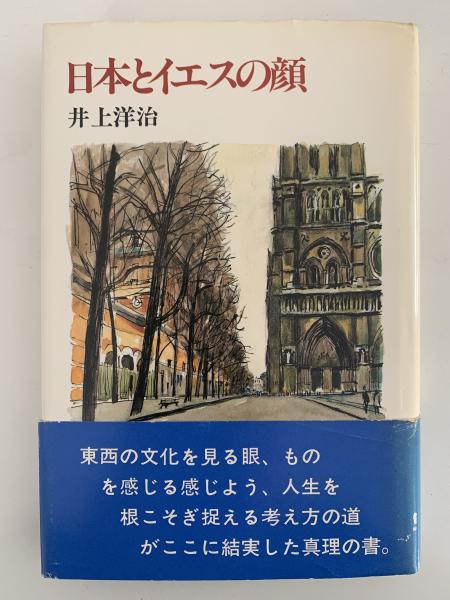 日本とイエスの顔
井上洋治
東西の文化を見る眼、もの
を感じる感じよう、人生を
根こそぎ捉える考え方の道
がここに結実した真理の書。